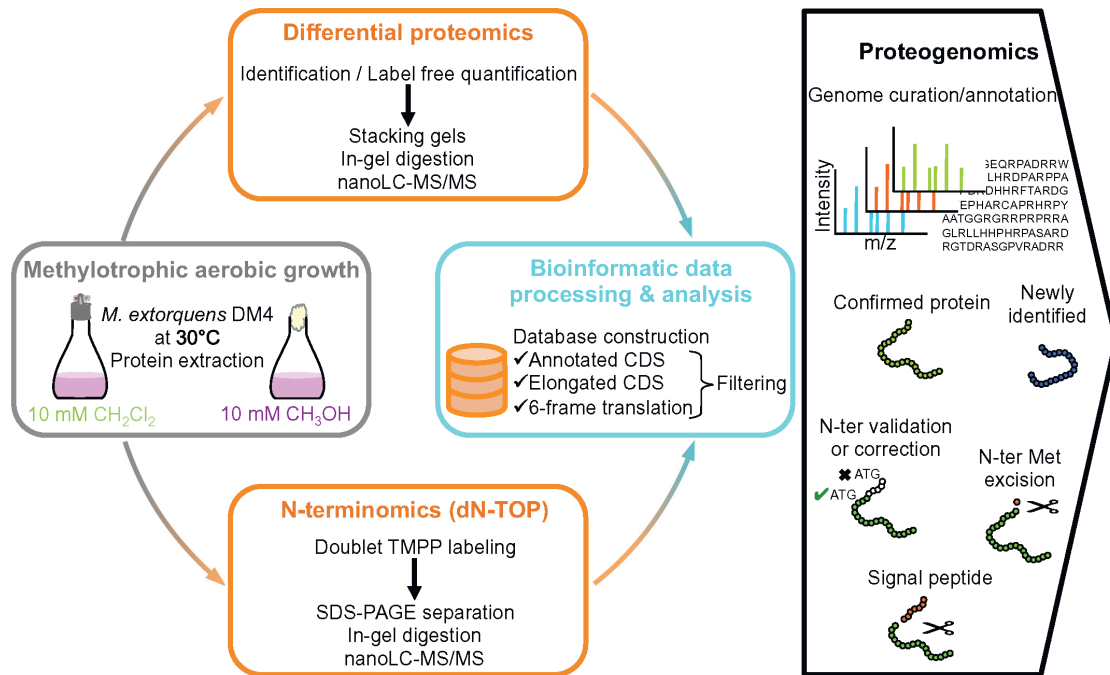 Differential proteomics
Identification / Label free quantification
Stacking gels
In-gel digestion
nanoLC-MS/MS
Methylotrophic aerobic growth
M. extorquens DM4
at 30°C
Protein extraction
10 mM CH₂Cl₂
10 mM CH₃OH
Bioinformatic data
processing & analysis
Database construction
✓Annotated CDS
✓Elongated CDS
✓6-frame translation
Filtering
N-terminomics (dN-TOP)
Doublet TMPP labeling
SDS-PAGE separation
In-gel digestion
nanoLC-MS/MS
Proteogenomics
Genome curation/annotation
Intensity
m/z
EQRPADRRW
LHRDPARPPA
DHHRFTARDG
EPHARCAPRHRPY
AATGGRGRRPRPRRA
GLRLLHHPHRPASARD
RGTDRASGPVRADRR
Confirmed protein
Newly
identified
N-ter validation
or correction
✖ ATG
✔ATG
N-ter Met
excision
Signal peptide